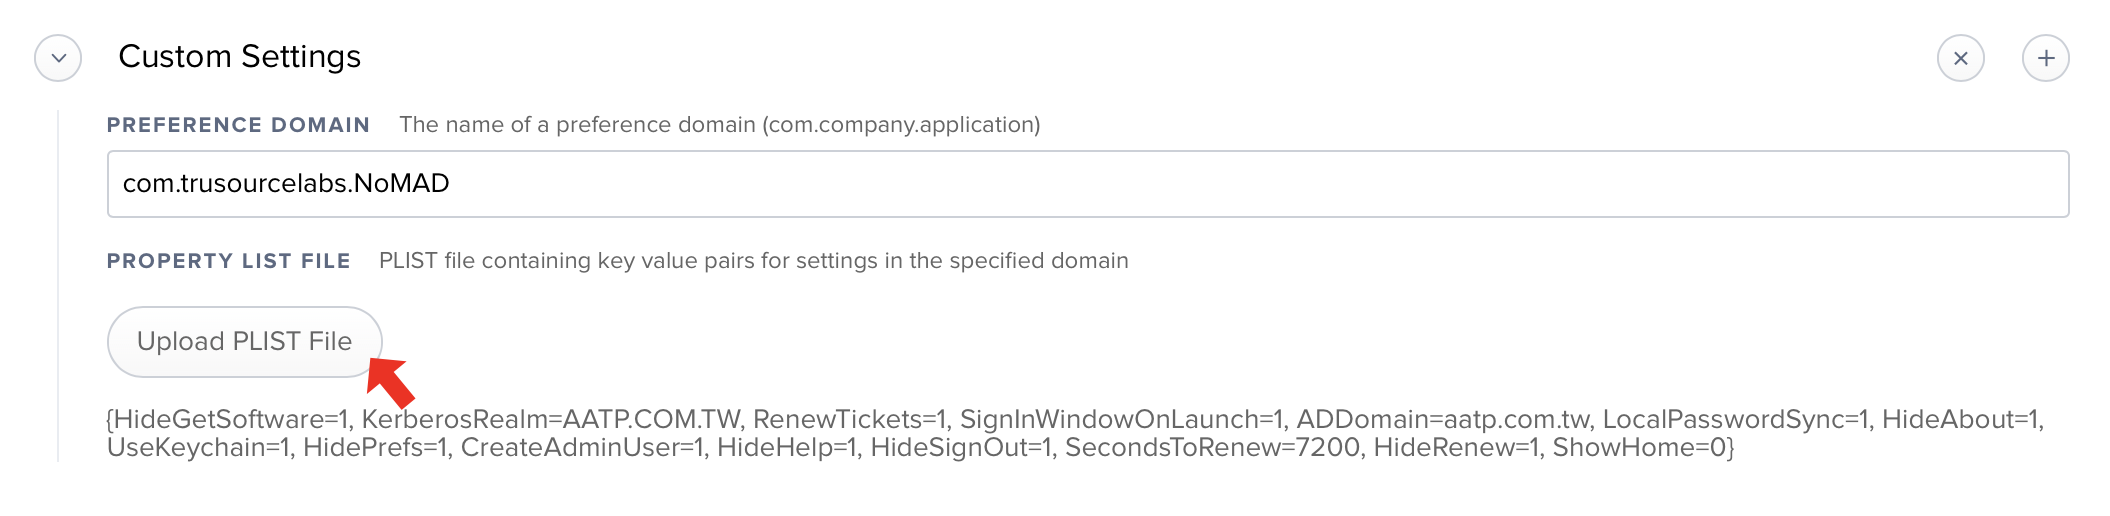 Custom Settings
PREFERENCE DOMAIN The name of a preference domain (com.company.application)
com.trusourcelabs.NoMAD
PROPERTY LIST FILE PLIST file containing key value pairs for settings in the specified domain
Upload PLIST File
{HideGetSoftware=1, KerberosRealm=AATP.COM.TW, RenewTickets=1, SignInWindowOnLaunch=1, ADDomain=aatp.com.tw, LocalPasswordSync=1, HideAbout=1,
UseKeychain=1, HidePrefs=1, CreateAdminUser=1, HideHelp=1, HideSignOut=1, SecondsToRenew=7200, HideRenew=1, ShowHome=0}